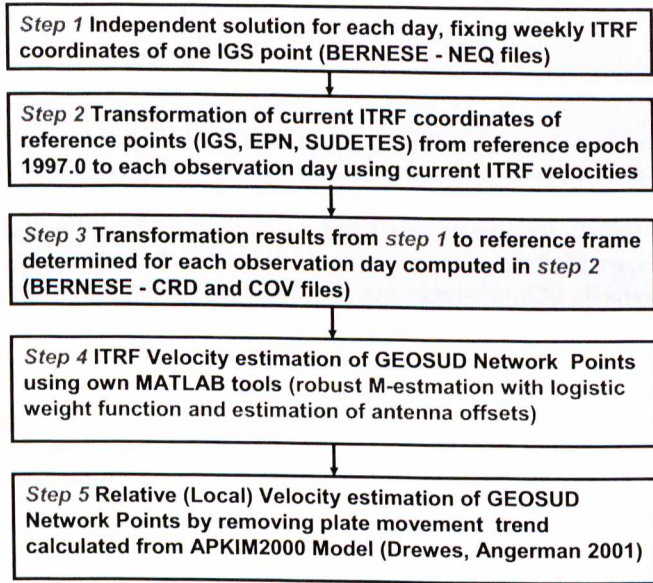 Step 1 Independent solution for each day, fixing weekly ITRF
coordinates of one IGS point (BERNESE - NEQ files)
Step 2 Transformation of current ITRF coordinates of
reference points (IGS, EPN, SUDETES) from reference epoch
1997.0 to each observation day using current ITRF velocities
Step 3 Transformation results from step 1 to reference frame
determined for each observation day computed in step 2
(BERNESE - CRD and COV files)
Step 4 ITRF Velocity estimation of GEOSUD Network Points
using own MATLAB tools (robust M-estmation with logistic
weight function and estimation of antenna offsets)
Step 5 Relative (Local) Velocity estimation of GEOSUD
Network Points by removing plate movement trend
calculated from APKIM2000 Model (Drewes, Angerman 2001)